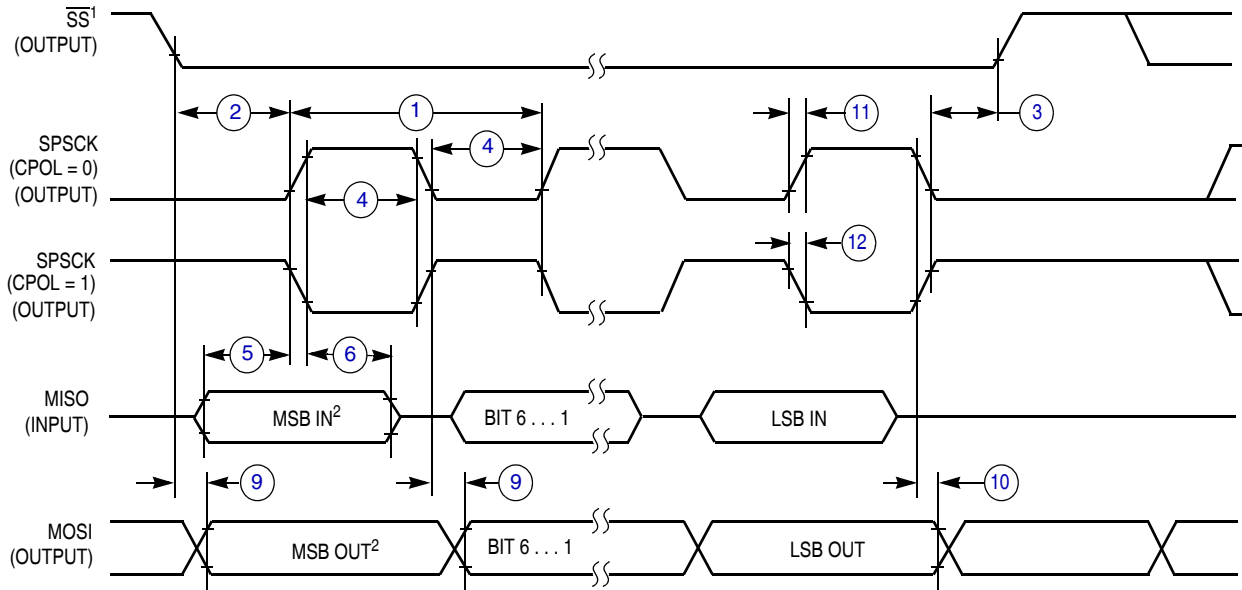 SS¹
(OUTPUT)
2
1
11
3
SPSCK
(CPOL = 0)
(OUTPUT)
4
4
SPSCK
(CPOL = 1)
(OUTPUT)
12
5
6
MISO
(INPUT)
MSB IN²
BIT 6 . . . 1
LSB IN
9
9
10
MOSI
(OUTPUT)
MSB OUT²
BIT 6 . . . 1
LSB OUT